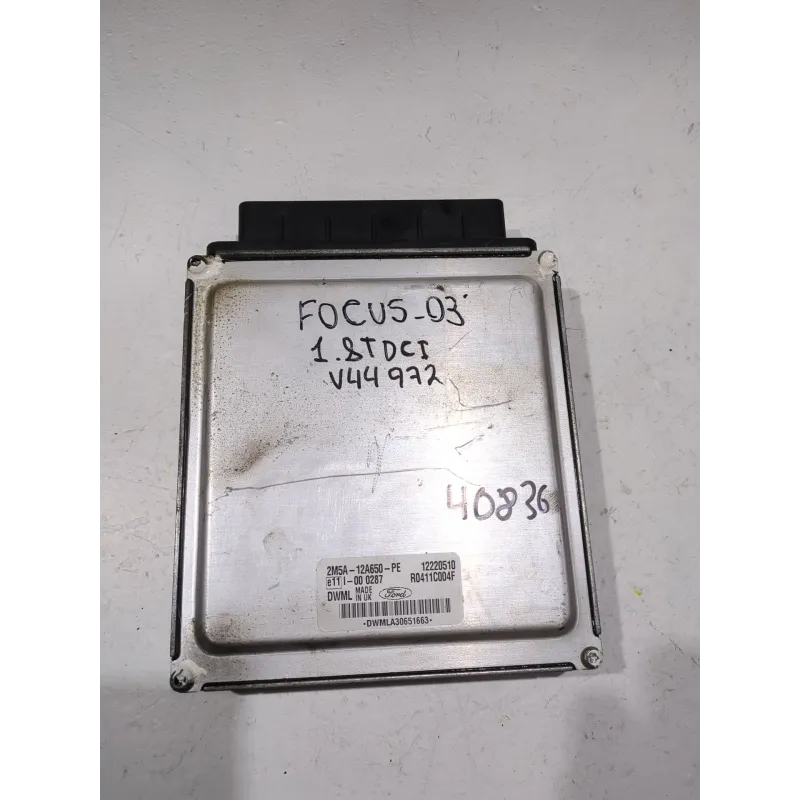 FOCUS-03
1.8TDCI
V44972
40836
2M5A-12A650-PE 12220510
e11 I-00 0287 R0411C004F
DWML MADE IN UK Ford
·DWMLA30651663·